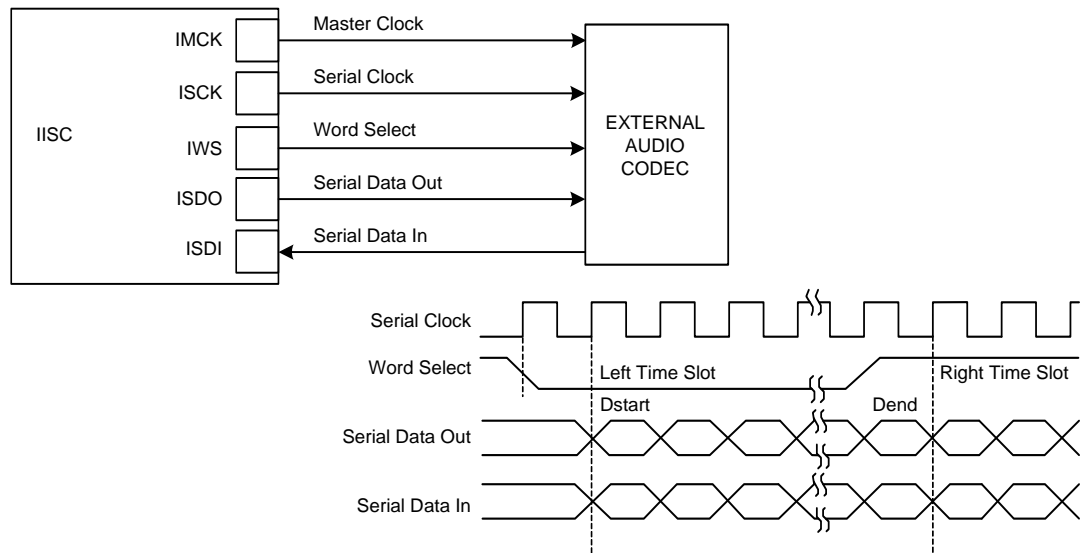 IMCK
Master Clock
ISCK
Serial Clock
IISC
IWS
Word Select
ISDO
Serial Data Out
ISDI
Serial Data In
EXTERNAL
AUDIO
CODEC
Serial Clock
Word Select
Left Time Slot
Right Time Slot
Dstart
Dend
Serial Data Out
Serial Data In